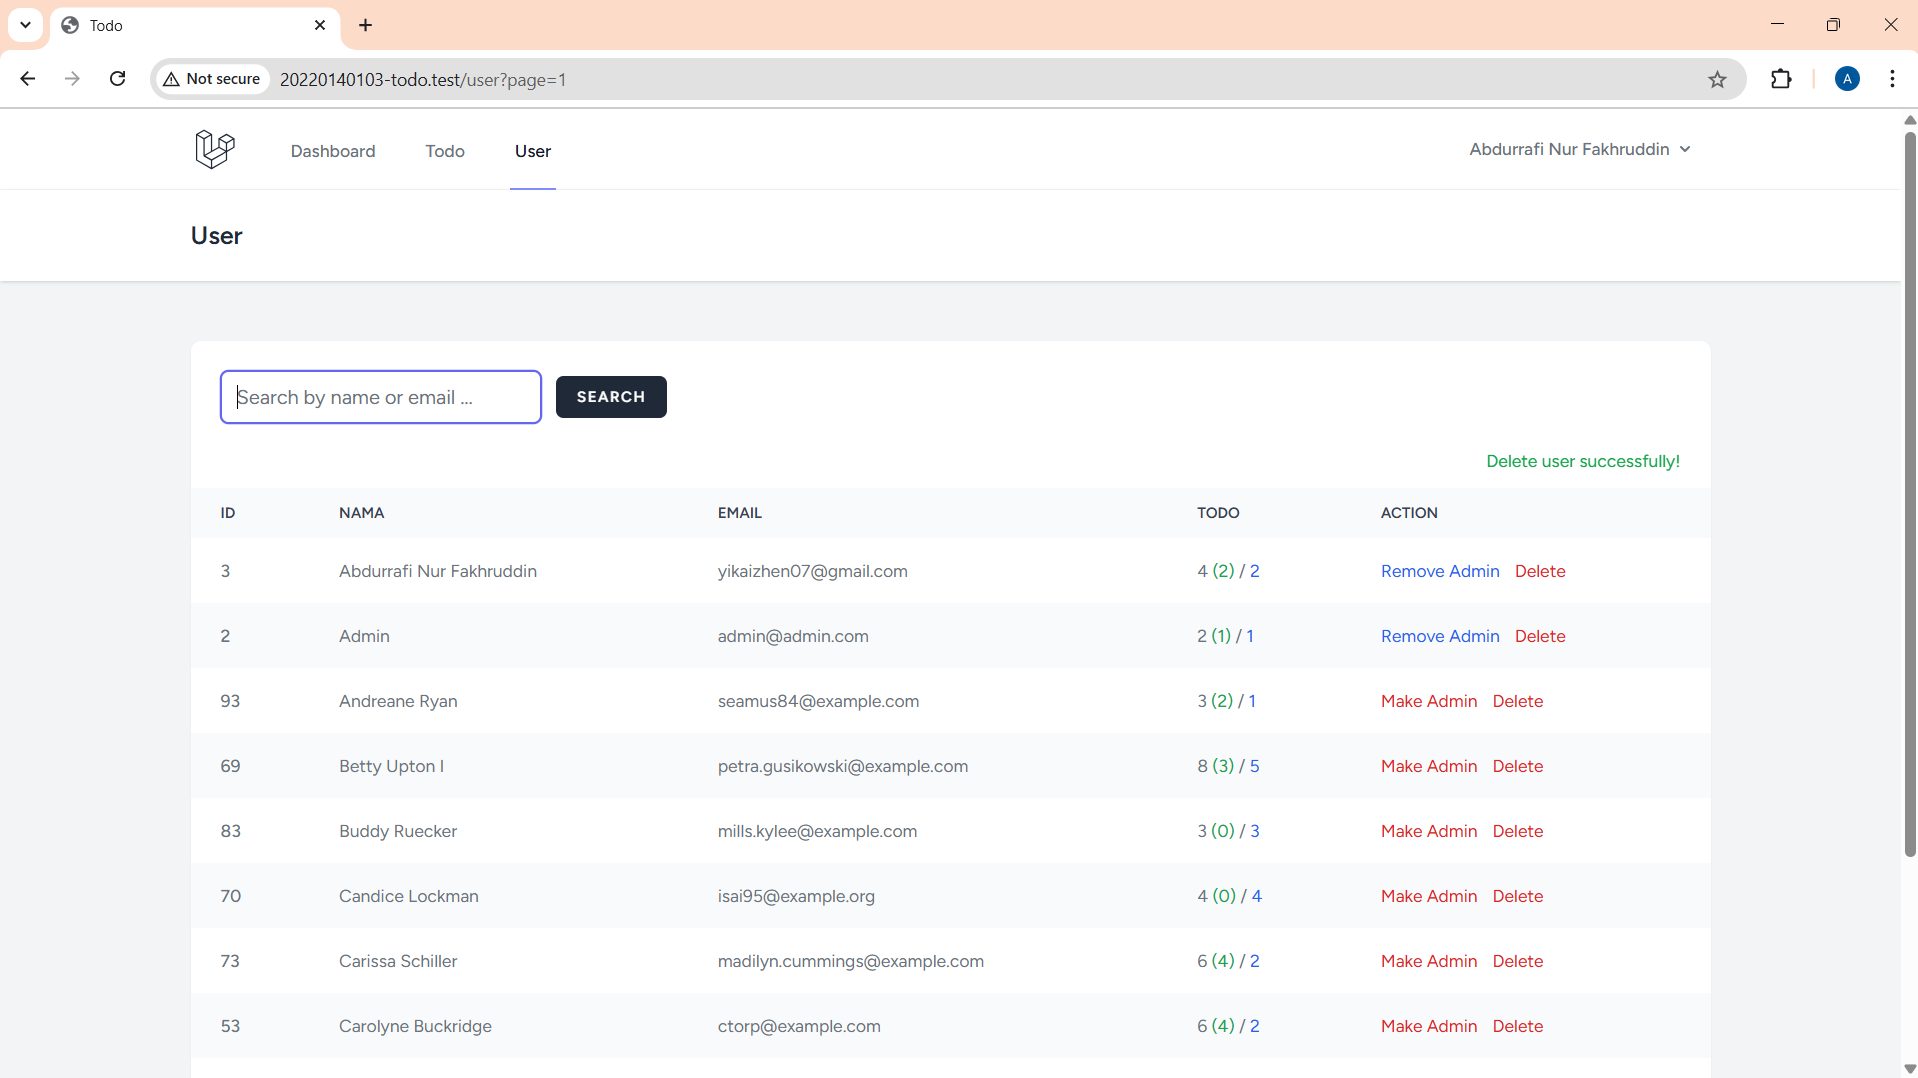 Todo
Not secure 20220140103-todo.test/user?page=1 A
Dashboard Todo User Abdurrafi Nur Fakhruddin
User
Search by name or email ... SEARCH
Delete user successfully!
ID NAMA EMAIL TODO ACTION
3 Abdurrafi Nur Fakhruddin yikaizhen07@gmail.com 4 (2) / 2 Remove Admin Delete
2 Admin admin@admin.com 2 (1) / 1 Remove Admin Delete
93 Andreane Ryan seamus84@example.com 3 (2) / 1 Make Admin Delete
69 Betty Upton I petra.gusikowski@example.com 8 (3) / 5 Make Admin Delete
83 Buddy Ruecker mills.kylee@example.com 3 (0) / 3 Make Admin Delete
70 Candice Lockman isai95@example.org 4 (0) / 4 Make Admin Delete
73 Carissa Schiller madilyn.cummings@example.com 6 (4) / 2 Make Admin Delete
53 Carolyne Buckridge ctorp@example.com 6 (4) / 2 Make Admin Delete